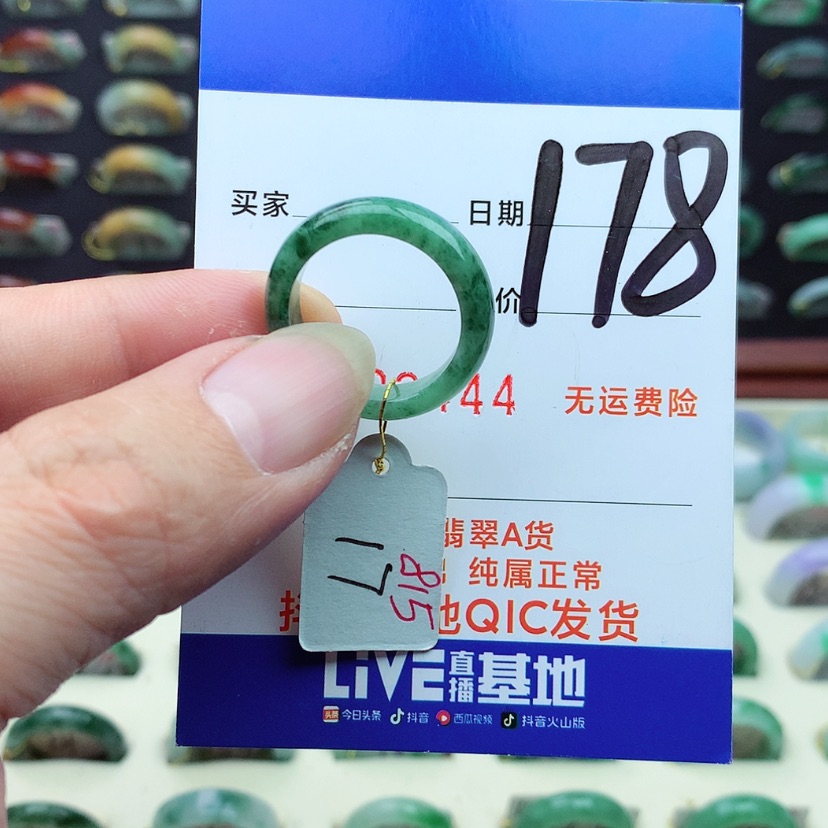 买家 日期
178
价
44 无运费险
翡翠A货
纯属正常
地QIC发货
17
815
LIVE直播基地
今日头条 抖音 西瓜视频 抖音火山版